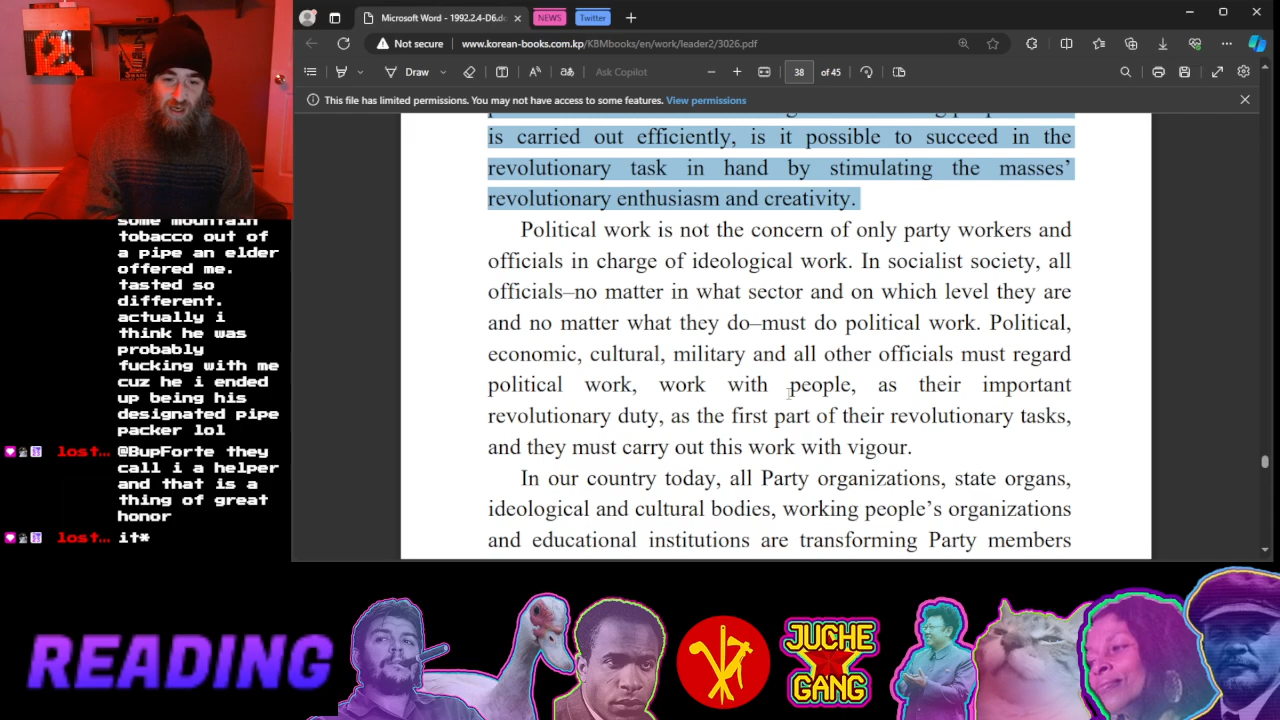 Microsoft Word - 1992.2.4-D6.do
NEWS
Twitter
Not secure
www.korean-books.com.kp/KBMbooks/en/work/leader2/3026.pdf
Draw
Ask Copilot
38
of 45
This file has limited permissions. You may not have access to some features. View permissions
is carried out efficiently, is it possible to succeed in the
revolutionary task in hand by stimulating the masses’
revolutionary enthusiasm and creativity.
Political work is not the concern of only party workers and
officials in charge of ideological work. In socialist society, all
officials–no matter in what sector and on which level they are
and no matter what they do–must do political work. Political,
economic, cultural, military and all other officials must regard
political work, work with people, as their important
revolutionary duty, as the first part of their revolutionary tasks,
and they must carry out this work with vigour.
In our country today, all Party organizations, state organs,
ideological and cultural bodies, working people’s organizations
and educational institutions are transforming Party members
some mountain
tobacco out of
a pipe an elder
offered me.
tasted so
different.
actually i
think he was
probably
fucking with me
cuz he i ended
up being his
designated pipe
packer lol
lost... @BupForte they
call i a helper
and that is a
thing of great
honor
lost... it*
READING
JUCHE
GANG